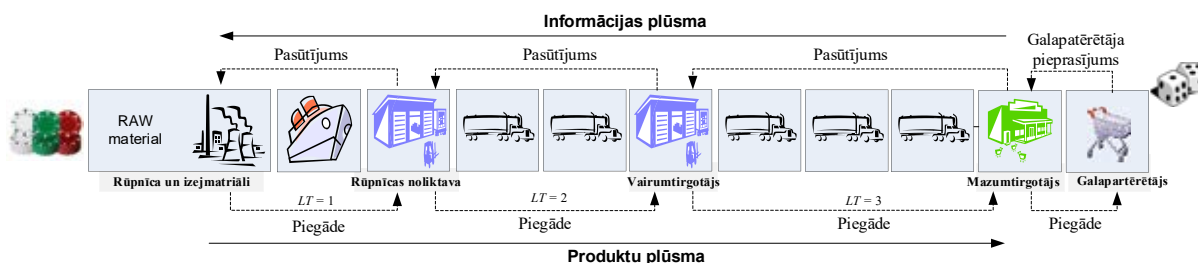 Informācijas plūsma
Pasūtījums
Pasūtījums
Pasūtījums
Galapatērētāja
pieprasījums
RAW
material
Rūpnīca un izejmatriāli
Rūpnīcas noliktava
Vairumtirgotājs
Mazumtirgotājs
Galapartērētājs
LT = 1
LT = 2
LT = 3
Piegāde
Piegāde
Piegāde
Piegāde
Produktu plūsma